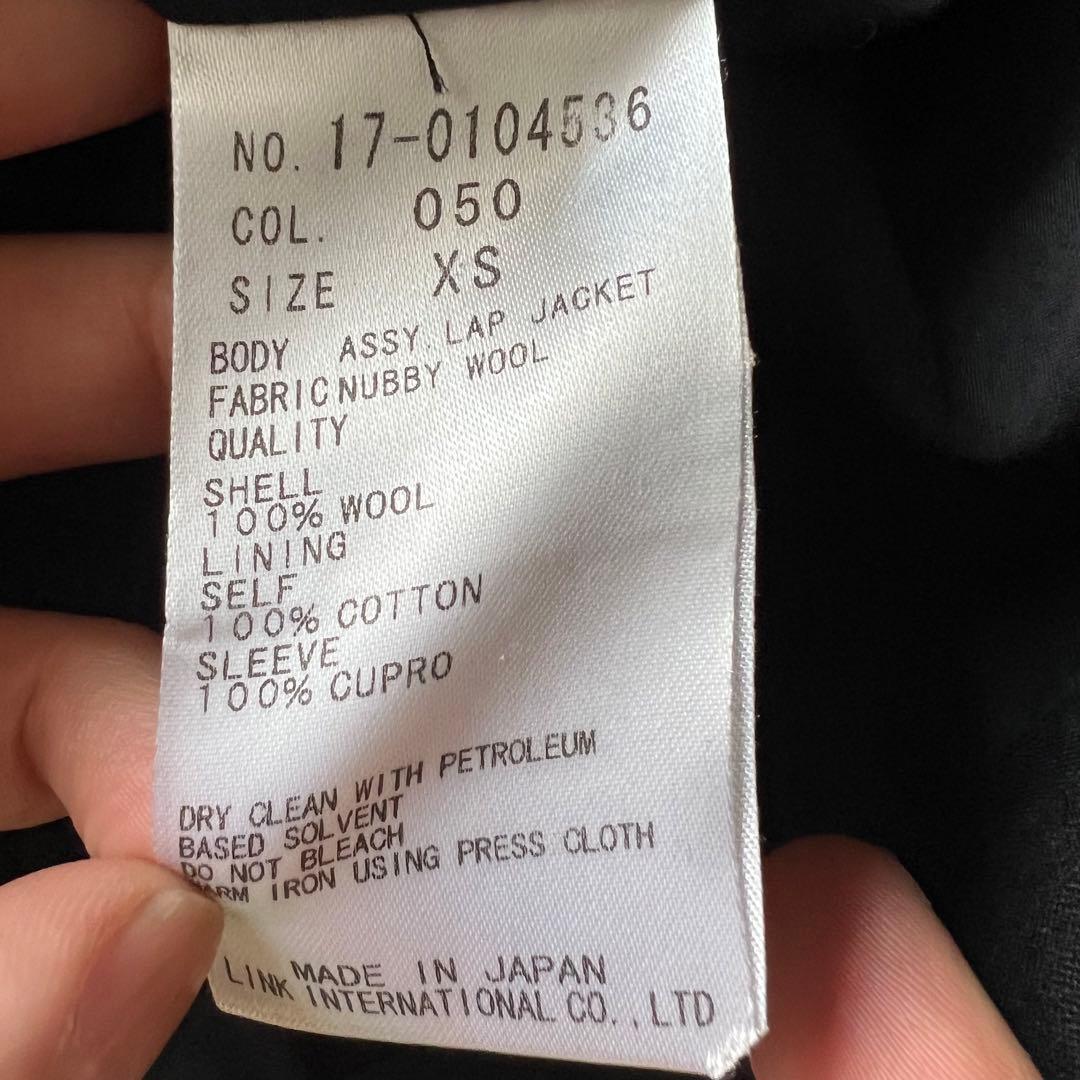 NO. 17-0104536
COL. 050
SIZE XS
BODY ASSY. LAP JACKET
FABRIC NUBBY WOOL
QUALITY
SHELL
100% WOOL
LINING
SELF
100% COTTON
SLEEVE
100% CUPRO
DRY CLEAN WITH PETROLEUM
BASED SOLVENT
DO NOT BLEACH
WARM IRON USING PRESS CLOTH
MADE IN JAPAN
LINK INTERNATIONAL CO., LTD